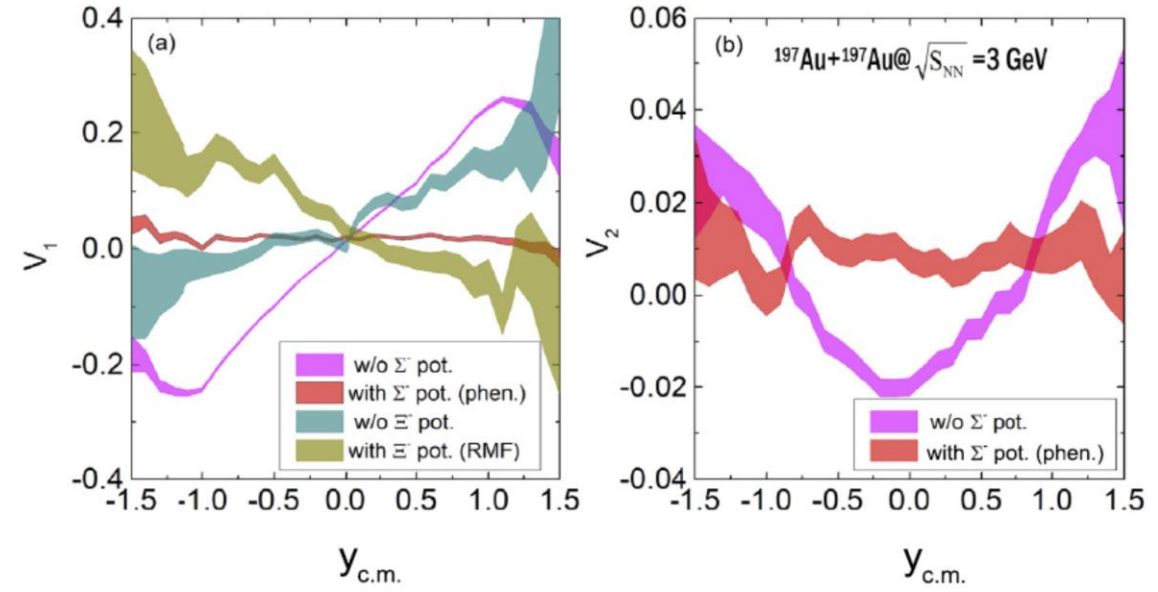 (a)
0.4
0.2
0.0
-0.2
-0.4
V₁
w/o Σ⁻ pot.
with Σ⁻ pot. (phen.)
w/o Ξ⁻ pot.
with Ξ⁻ pot. (RMF)
-1.5 -1.0 -0.5 0.0 0.5 1.0 1.5
y_c.m.
(b) ¹⁹⁷Au+¹⁹⁷Au@ √S_NN =3 GeV
0.06
0.04
0.02
0.00
-0.02
-0.04
V₂
w/o Σ⁻ pot.
with Σ⁻ pot. (phen.)
-1.5 -1.0 -0.5 0.0 0.5 1.0 1.5
y_c.m.